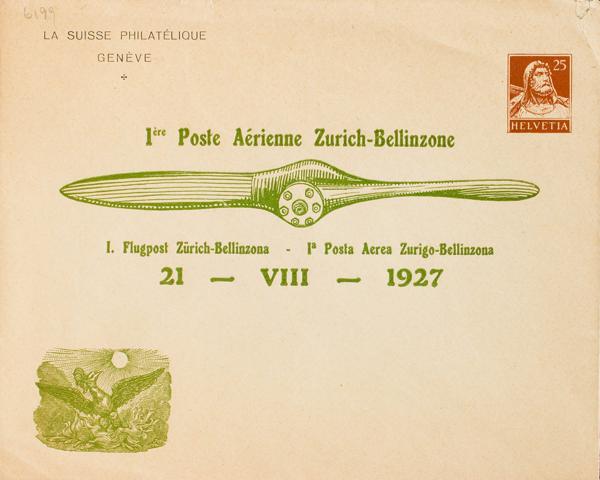 6199
LA SUISSE PHILATÉLIQUE
GENÈVE
25
HELVETIA
1ère Poste Aérienne Zurich-Bellinzone
I. Flugpost Zürich-Bellinzona - Iª Posta Aerea Zurigo-Bellinzona
21 — VIII — 1927